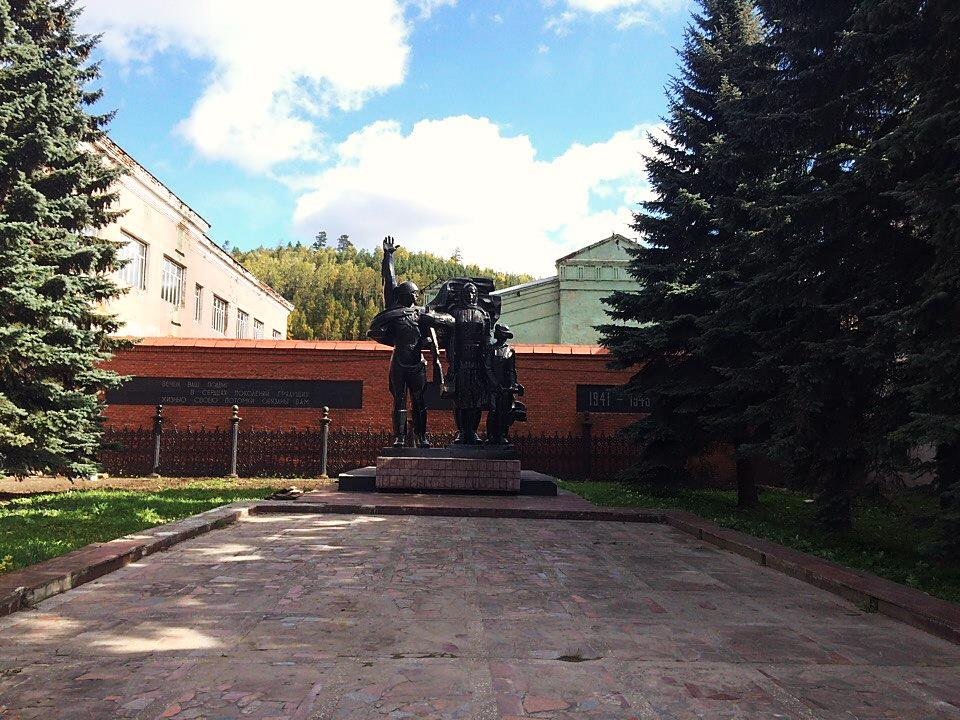 ВЕЧЕН ВАШ ПОДВИГ
В СЕРДЦАХ ПОКОЛЕНИЙ ГРЯДУЩИХ
ЖИЗНЬЮ СВОЕЮ ПОТОМКИ ОБЯЗАНЫ ВАМ
1941 - 1945